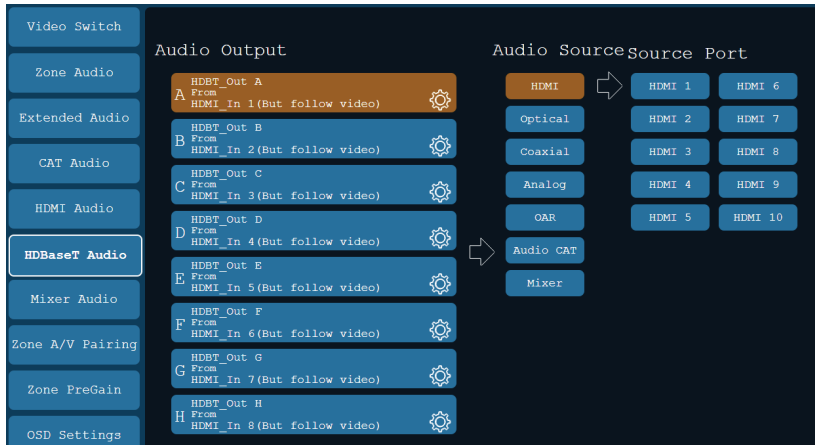 Video Switch
Zone Audio
Extended Audio
CAT Audio
HDMI Audio
HDBaseT Audio
Mixer Audio
Zone A/V Pairing
Zone PreGain
OSD Settings
Audio Output
A
HDBT_Out A
From
HDMI_In 1(But follow video)
B
HDBT_Out B
From
HDMI_In 2(But follow video)
C
HDBT_Out C
From
HDMI_In 3(But follow video)
D
HDBT_Out D
From
HDMI_In 4(But follow video)
E
HDBT_Out E
From
HDMI_In 5(But follow video)
F
HDBT_Out F
From
HDMI_In 6(But follow video)
G
HDBT_Out G
From
HDMI_In 7(But follow video)
H
HDBT_Out H
From
HDMI_In 8(But follow video)
Audio Source
HDMI
Optical
Coaxial
Analog
OAR
Audio CAT
Mixer
Source Port
HDMI 1 HDMI 6
HDMI 2 HDMI 7
HDMI 3 HDMI 8
HDMI 4 HDMI 9
HDMI 5 HDMI 10